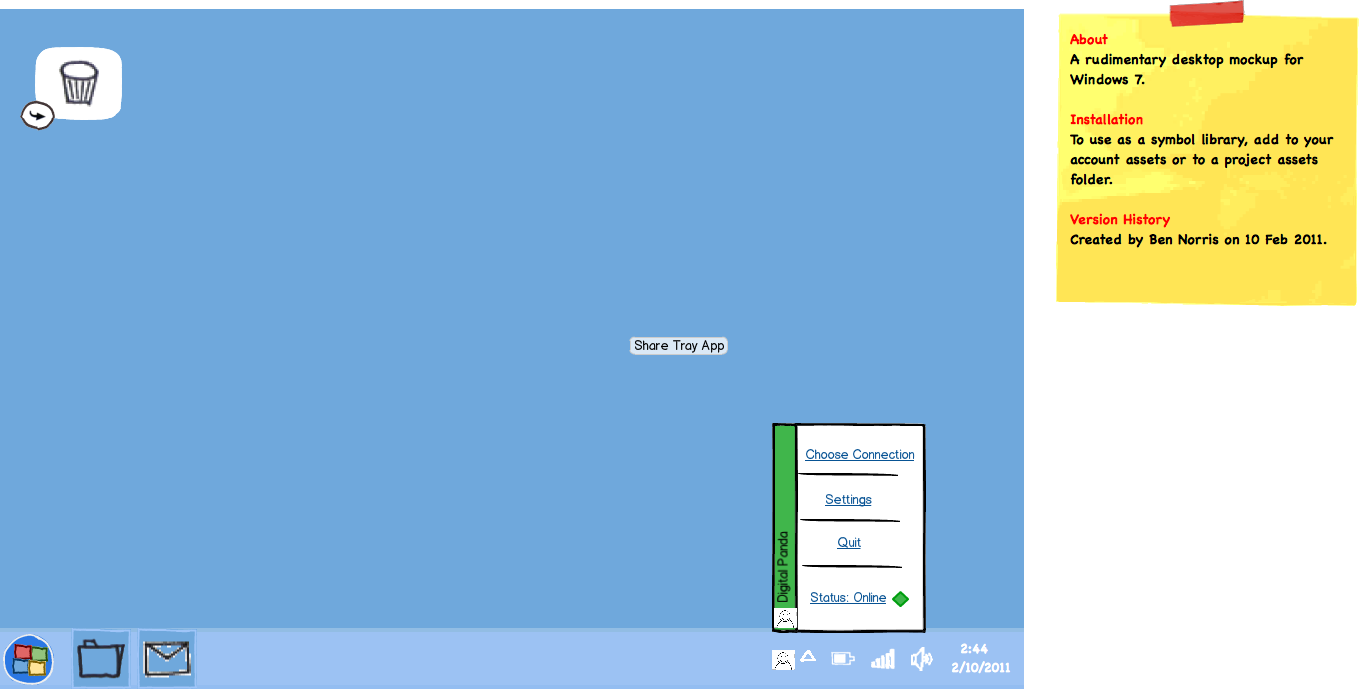 About
A rudimentary desktop mockup for
Windows 7.
Installation
To use as a symbol library, add to your
account assets or to a project assets
folder.
Version History
Created by Ben Norris on 10 Feb 2011.
Share Tray App
Choose Connection
Settings
Quit
Status: Online
Digital Panda
2:44
2/10/2011